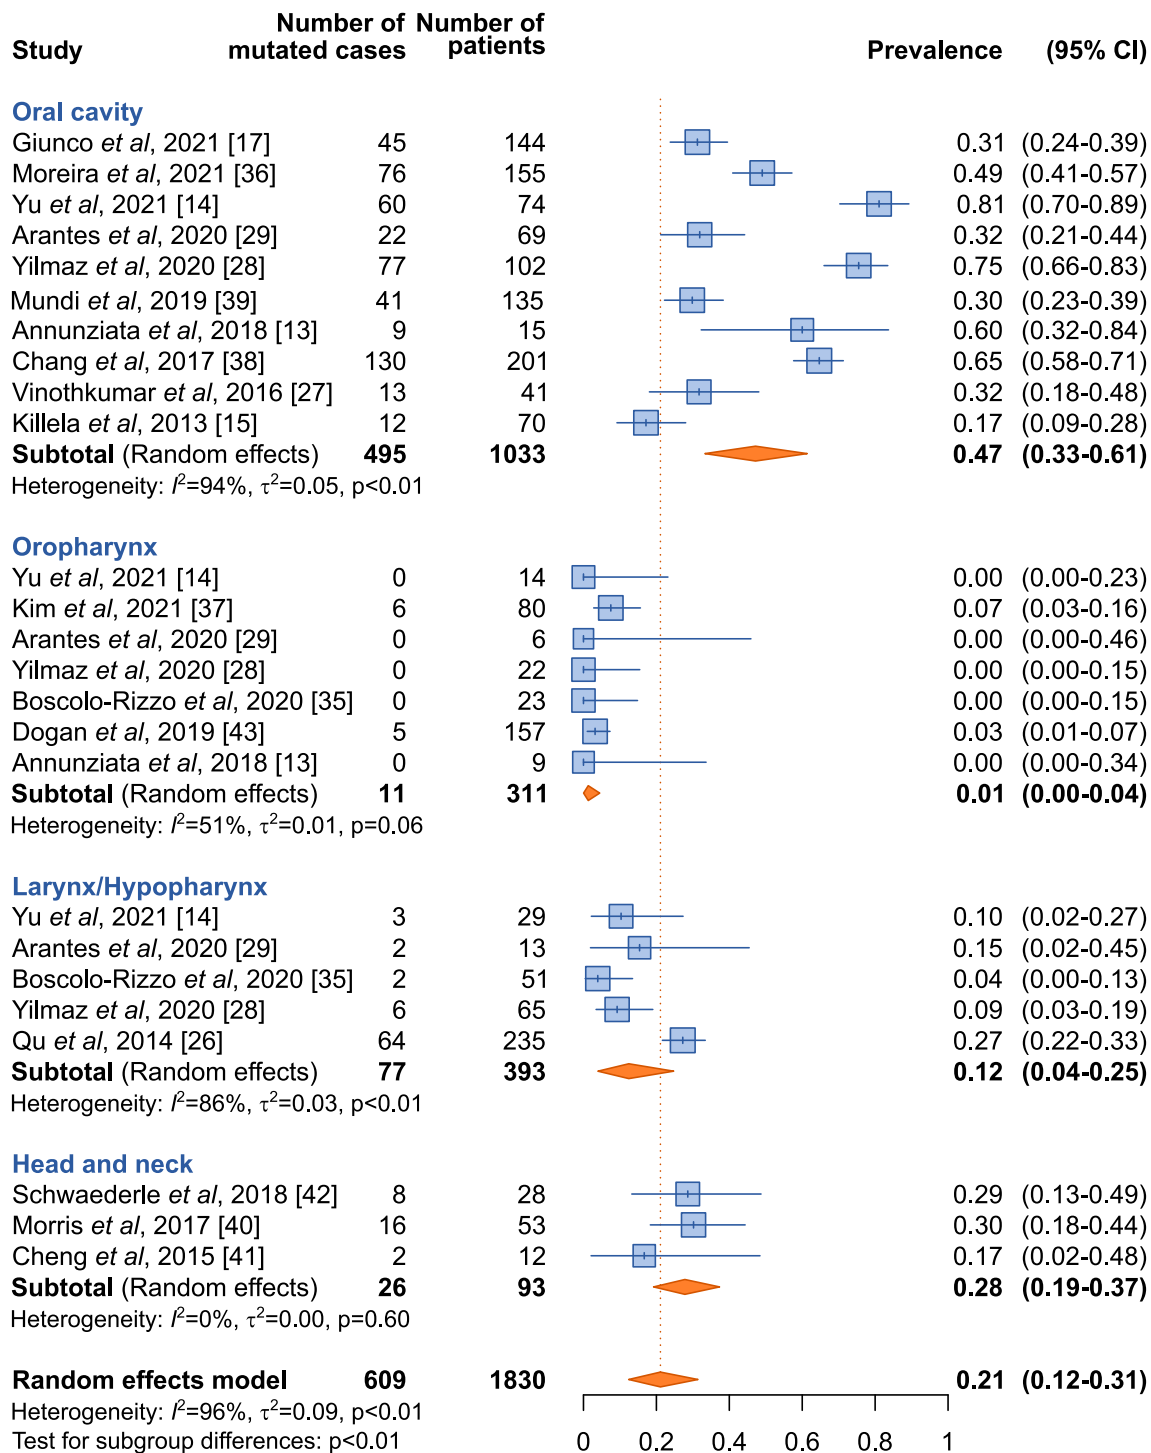 Study Number of mutated cases Number of patients Prevalence (95% CI)
Oral cavity
Giunco et al, 2021 [17] 45 144 0.31 (0.24-0.39)
Moreira et al, 2021 [36] 76 155 0.49 (0.41-0.57)
Yu et al, 2021 [14] 60 74 0.81 (0.70-0.89)
Arantes et al, 2020 [29] 22 69 0.32 (0.21-0.44)
Yilmaz et al, 2020 [28] 77 102 0.75 (0.66-0.83)
Mundi et al, 2019 [39] 41 135 0.30 (0.23-0.39)
Annunziata et al, 2018 [13] 9 15 0.60 (0.32-0.84)
Chang et al, 2017 [38] 130 201 0.65 (0.58-0.71)
Vinothkumar et al, 2016 [27] 13 41 0.32 (0.18-0.48)
Killela et al, 2013 [15] 12 70 0.17 (0.09-0.28)
Subtotal (Random effects) 495 1033 0.47 (0.33-0.61)
Heterogeneity: I²=94%, τ²=0.05, p<0.01
Oropharynx
Yu et al, 2021 [14] 0 14 0.00 (0.00-0.23)
Kim et al, 2021 [37] 6 80 0.07 (0.03-0.16)
Arantes et al, 2020 [29] 0 6 0.00 (0.00-0.46)
Yilmaz et al, 2020 [28] 0 22 0.00 (0.00-0.15)
Boscolo-Rizzo et al, 2020 [35] 0 23 0.00 (0.00-0.15)
Dogan et al, 2019 [43] 5 157 0.03 (0.01-0.07)
Annunziata et al, 2018 [13] 0 9 0.00 (0.00-0.34)
Subtotal (Random effects) 11 311 0.01 (0.00-0.04)
Heterogeneity: I²=51%, τ²=0.01, p=0.06
Larynx/Hypopharynx
Yu et al, 2021 [14] 3 29 0.10 (0.02-0.27)
Arantes et al, 2020 [29] 2 13 0.15 (0.02-0.45)
Boscolo-Rizzo et al, 2020 [35] 2 51 0.04 (0.00-0.13)
Yilmaz et al, 2020 [28] 6 65 0.09 (0.03-0.19)
Qu et al, 2014 [26] 64 235 0.27 (0.22-0.33)
Subtotal (Random effects) 77 393 0.12 (0.04-0.25)
Heterogeneity: I²=86%, τ²=0.03, p<0.01
Head and neck
Schwaederle et al, 2018 [42] 8 28 0.29 (0.13-0.49)
Morris et al, 2017 [40] 16 53 0.30 (0.18-0.44)
Cheng et al, 2015 [41] 2 12 0.17 (0.02-0.48)
Subtotal (Random effects) 26 93 0.28 (0.19-0.37)
Heterogeneity: I²=0%, τ²=0.00, p=0.60
Random effects model 609 1830 0.21 (0.12-0.31)
Heterogeneity: I²=96%, τ²=0.09, p<0.01
Test for subgroup differences: p<0.01
0 0.2 0.4 0.6 0.8 1